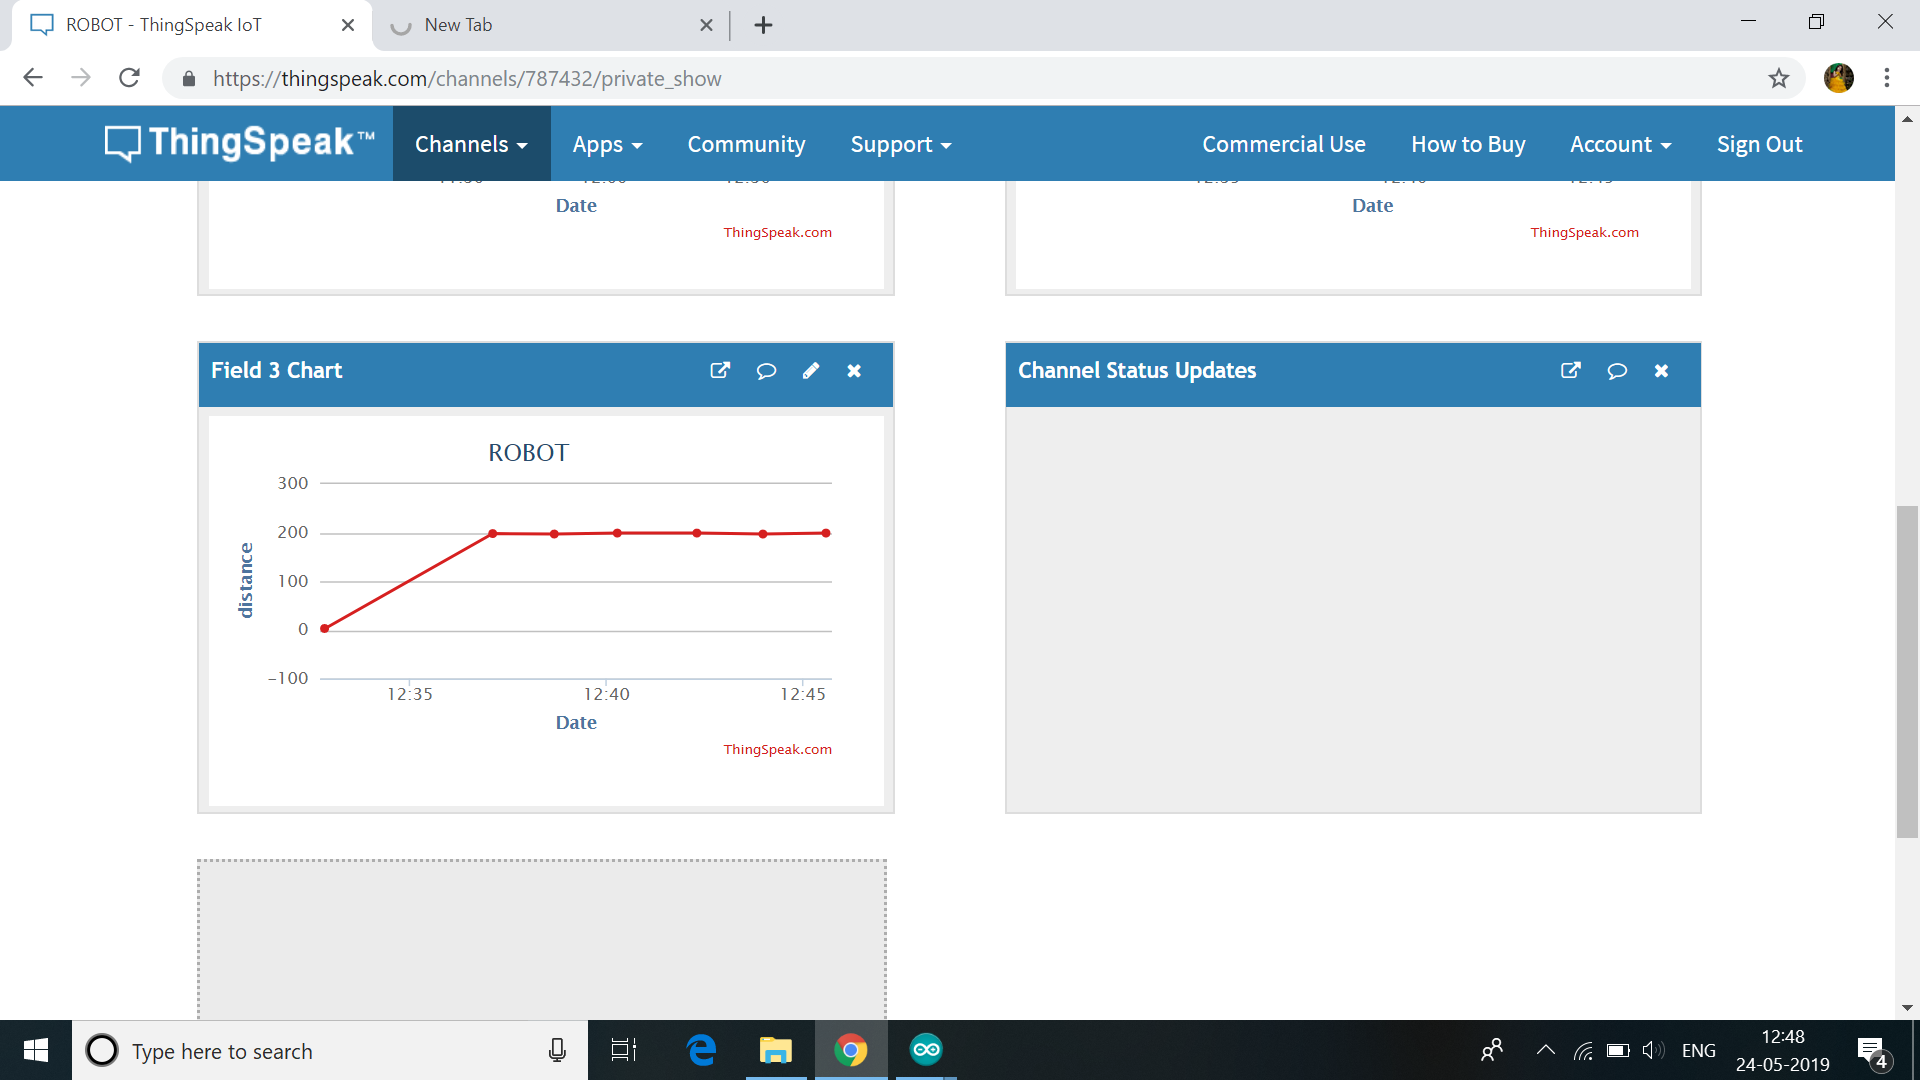 ROBOT - ThingSpeak IoT
New Tab
https://thingspeak.com/channels/787432/private_show
ThingSpeak™
Channels
Apps
Community
Support
Commercial Use
How to Buy
Account
Sign Out
Date
ThingSpeak.com
Date
ThingSpeak.com
Field 3 Chart
Channel Status Updates
ROBOT
distance
300
200
100
0
-100
12:35
12:40
12:45
Date
ThingSpeak.com
Type here to search
ENG
12:48
24-05-2019
4